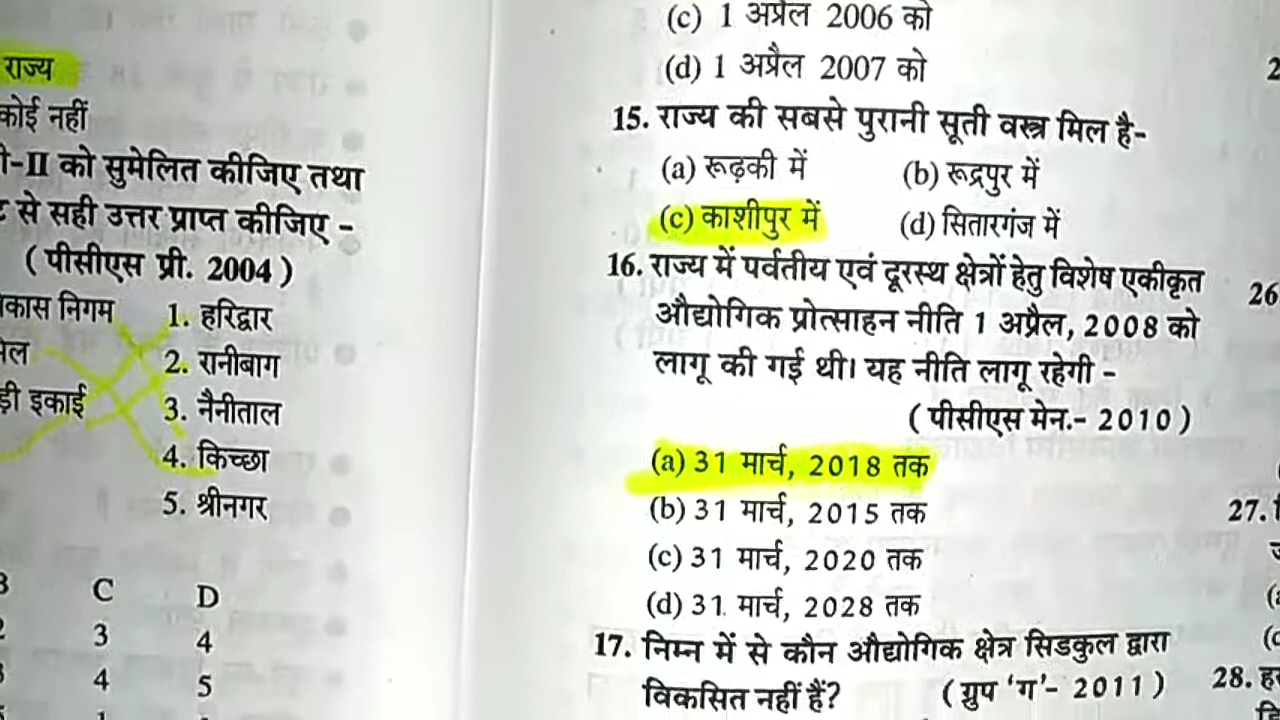 राज्य
कोई नहीं
-II को सुमेलित कीजिए तथा
से सही उत्तर प्राप्त कीजिए -
( पीसीएस प्री. 2004 )
निगम 1. हरिद्वार
2. रानीबाग
इकाई 3. नैनीताल
4. किच्छा
5. श्रीनगर
C D
3 4
4 5
(c) 1 अप्रैल 2006 को
(d) 1 अप्रैल 2007 को
15. राज्य की सबसे पुरानी सूती वस्त्र मिल है-
(a) रूढ़की में (b) रूद्रपुर में
(c) काशीपुर में (d) सितारगंज में
16. राज्य में पर्वतीय एवं दूरस्थ क्षेत्रों हेतु विशेष एकीकृत
औद्योगिक प्रोत्साहन नीति 1 अप्रैल, 2008 को
लागू की गई थी। यह नीति लागू रहेगी -
( पीसीएस मेन.- 2010 )
(a) 31 मार्च, 2018 तक
(b) 31 मार्च, 2015 तक
(c) 31 मार्च, 2020 तक
(d) 31 मार्च, 2028 तक
17. निम्न में से कौन औद्योगिक क्षेत्र सिडकुल द्वारा
विकसित नहीं हैं? ( ग्रुप 'ग'- 2011 )
26
27.
28.